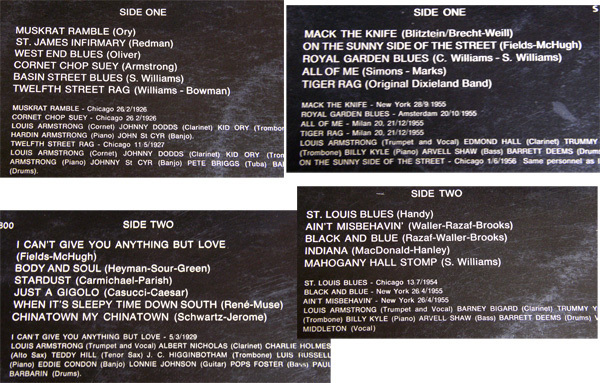 SIDE ONE
MUSKRAT RAMBLE (Ory)
ST. JAMES INFIRMARY (Redman)
WEST END BLUES (Oliver)
CORNET CHOP SUEY (Armstrong)
BASIN STREET BLUES (S. Williams)
TWELFTH STREET RAG (Williams - Bowman)
MUSKRAT RAMBLE - Chicago 26/2/1926
CORNET CHOP SUEY - Chicago 26.2/1926
LOUIS ARMSTRONG (Cornet) JOHNNY DODDS (Clarinet) KID ORY (Trombon
HARDIN ARMSTRONG (Piano) JOHN St CYR (Banjo).
TWELFTH STREET RAG - Chicago 11.5/1927
LOUIS ARMSTRONG (Cornet) JOHNNY DODDS (Clarinet) KID ORY (Tron
ARMSTRONG (Piano) JOHNNY St CYR (Banjo) PETE BRIGGS (Tuba) BA
(Drums).
SIDE ONE
S
MACK THE KNIFE (Blitztein/Brecht-Weill)
ON THE SUNNY SIDE OF THE STREET (Fields-McHugh)
ROYAL GARDEN BLUES (C. Williams - S. Williams)
ALL OF ME (Simons - Marks)
TIGER RAG (Original Dixieland Band)
MACK THE KNIFE - New York 28/9/1955
ROYAL GARDEN BLUES - Amsterdam 20/10/1955
ALL OF ME - Milan 20, 21/12/1955
TIGER RAG - Milan 20, 21/12/1955
LOUIS ARMSTRONG (Trumpet and Vocal) EDMOND HALL (Clarinet) TRUMMY
(Trombone) BILLY KYLE (Piano) ARVELL SHAW (Bass) BARRETT DEEMS (Drums
ON THE SUNNY SIDE OF THE STREET - Chicago 1/6/1956 Same personnel as
800
SIDE TWO
I CAN'T GIVE YOU ANYTHING BUT LOVE
(Fields-McHugh)
BODY AND SOUL (Heyman-Sour-Green)
STARDUST (Carmichael-Parish)
JUST A GIGOLO (Casucci-Caesar)
WHEN IT'S SLEEPY TIME DOWN SOUTH (René-Muse)
CHINATOWN MY CHINATOWN (Schwartz-Jerome)
I CAN'T GIVE YOU ANYTHING BUT LOVE - 5/3/1929
LOUIS ARMSTRONG (Trumpet and Vocal) ALBERT NICHOLAS (Clarinet) CHARLIE HOLMES
(Alto Sax) TEDDY HILL (Tenor Sax) J. C. HIGGINBOTHAM (Trombone) LUIS RUSSELL
(Piano) EDDIE CONDON (Banjo) LONNIE JOHNSON (Guitar) POPS FOSTER (Bass) PAUL
BARBARIN (Drums).
SIDE TWO
ST. LOUIS BLUES (Handy)
AIN'T MISBEHAVIN' (Waller-Razaf-Brooks)
BLACK AND BLUE (Razaf-Waller-Brooks)
INDIANA (MacDonald-Hanley)
MAHOGANY HALL STOMP (S. Williams)
ST. LOUIS BLUES - Chicago 13.7/1954
BLACK AND BLUE - New York 26.4/1955
AIN'T MISBEHAVIN - New York 26/4/1955
LOUIS ARMSTRONG (Trumpet and Vocal) BARNEY BIGARD (Clarinet) TRUMMY Y
(Trombone) BILLY KYLE (Piano) ARVELL SHAW (Bass) BARRETT DEEMS (Drums) V
MIDDLETON (Vocal)